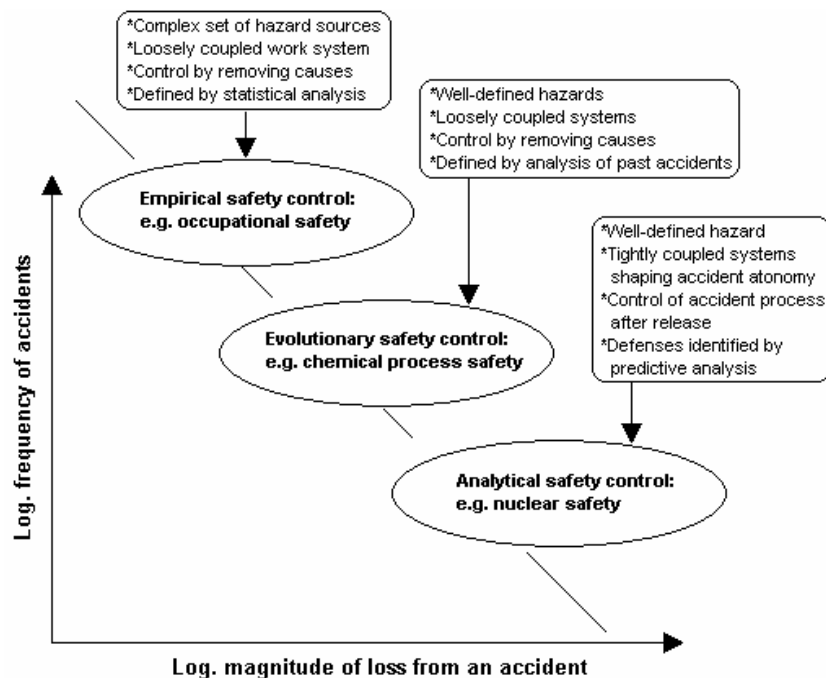 *Complex set of hazard sources
*Loosely coupled work system
*Control by removing causes
*Defined by statistical analysis
*Well-defined hazards
*Loosely coupled systems
*Control by removing causes
*Defined by analysis of past accidents
Empirical safety control:
e.g. occupational safety
*Well-defined hazard
*Tightly coupled systems
shaping accident atonomy
*Control of accident process
after release
*Defenses identified by
predictive analysis
Evolutionary safety control:
e.g. chemical process safety
Analytical safety control:
e.g. nuclear safety
Log. frequency of accidents
Log. magnitude of loss from an accident